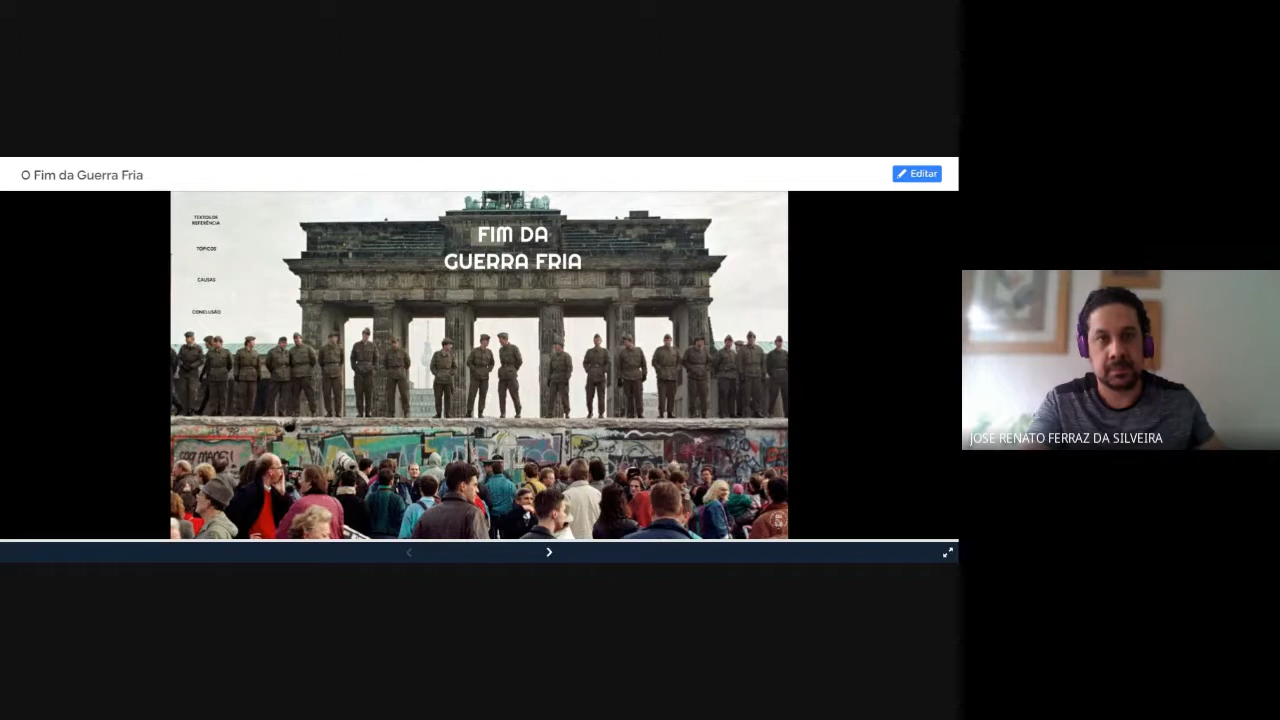 O Fim da Guerra Fria
Editar
TEXTOS DE
REFERÊNCIA
TÓPICOS
CAUSAS
CONCLUSÃO
FIM DA
GUERRA FRIA
JOSE RENATO FERRAZ DA SILVEIRA